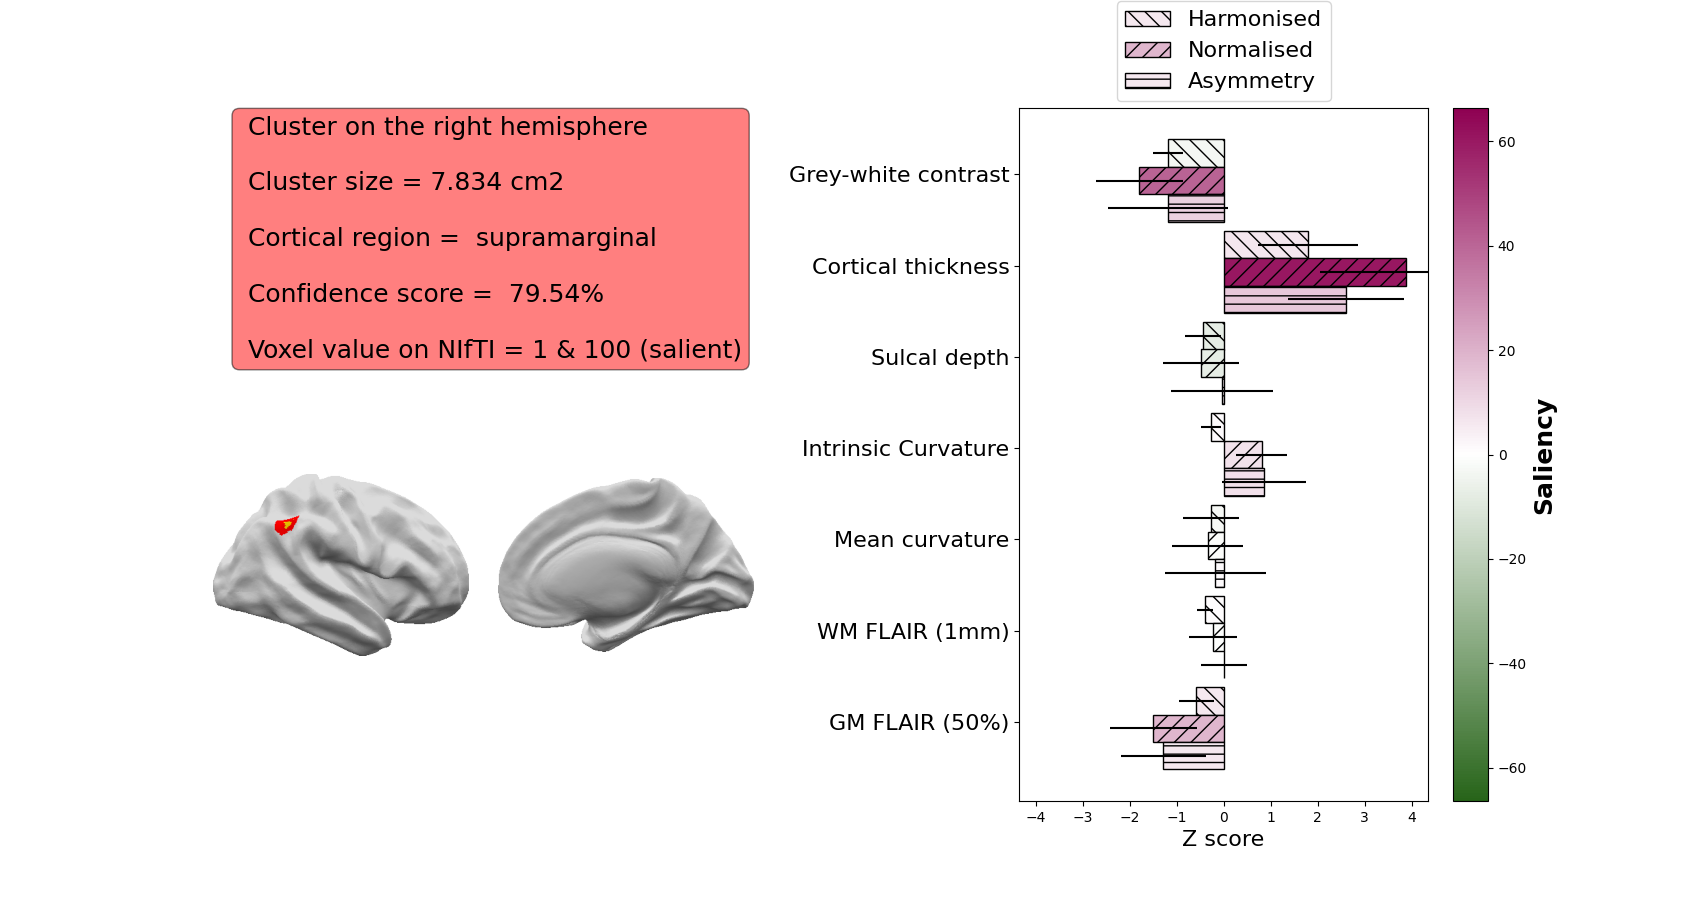 Harmonised
Normalised
Asymmetry
Cluster on the right hemisphere
Cluster size = 7.834 cm2
Cortical region =  supramarginal
Confidence score =  79.54%
Voxel value on NIfTI = 1 & 100 (salient)
Grey-white contrast
Cortical thickness
Sulcal depth
Intrinsic Curvature
Mean curvature
WM FLAIR (1mm)
GM FLAIR (50%)
−4 −3 −2 −1 0 1 2 3 4
Z score
60
40
20
0
−20
−40
−60
Saliency